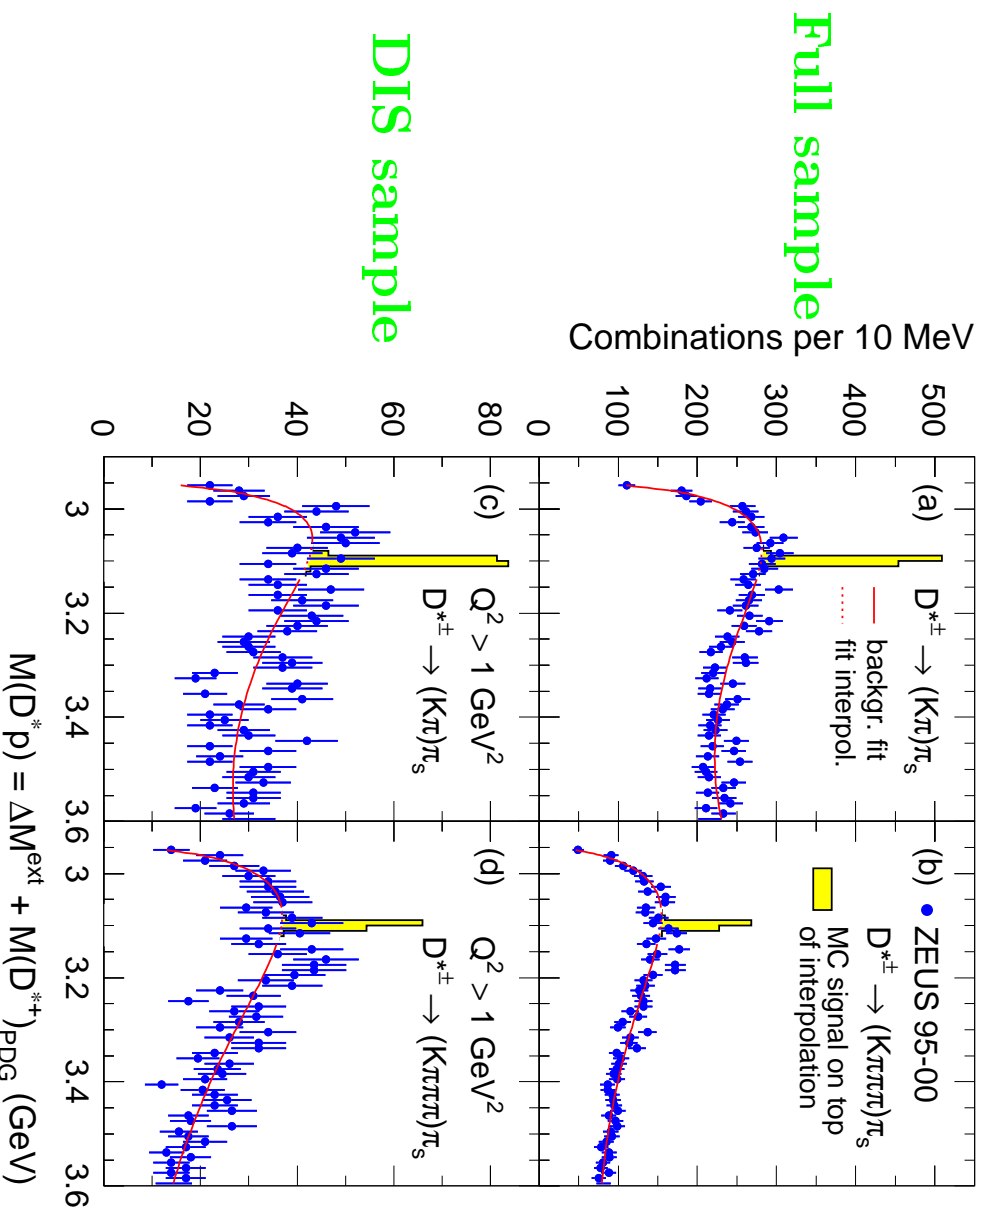 Full sample
DIS sample
Combinations per 10 MeV
(a)
D*± → (Kπ)πs
backgr. fit
fit interpol.
500
400
300
200
100
0
(b) ZEUS 95-00
D*± → (Kπππ)πs
MC signal on top
of interpolation
(c)
Q² > 1 GeV²
D*± → (Kπ)πs
80
60
40
20
0
3 3.2 3.4 3.6
(d)
Q² > 1 GeV²
D*± → (Kπππ)πs
3 3.2 3.4 3.6
M(D*p) = ΔM^ext + M(D*+)PDG (GeV)